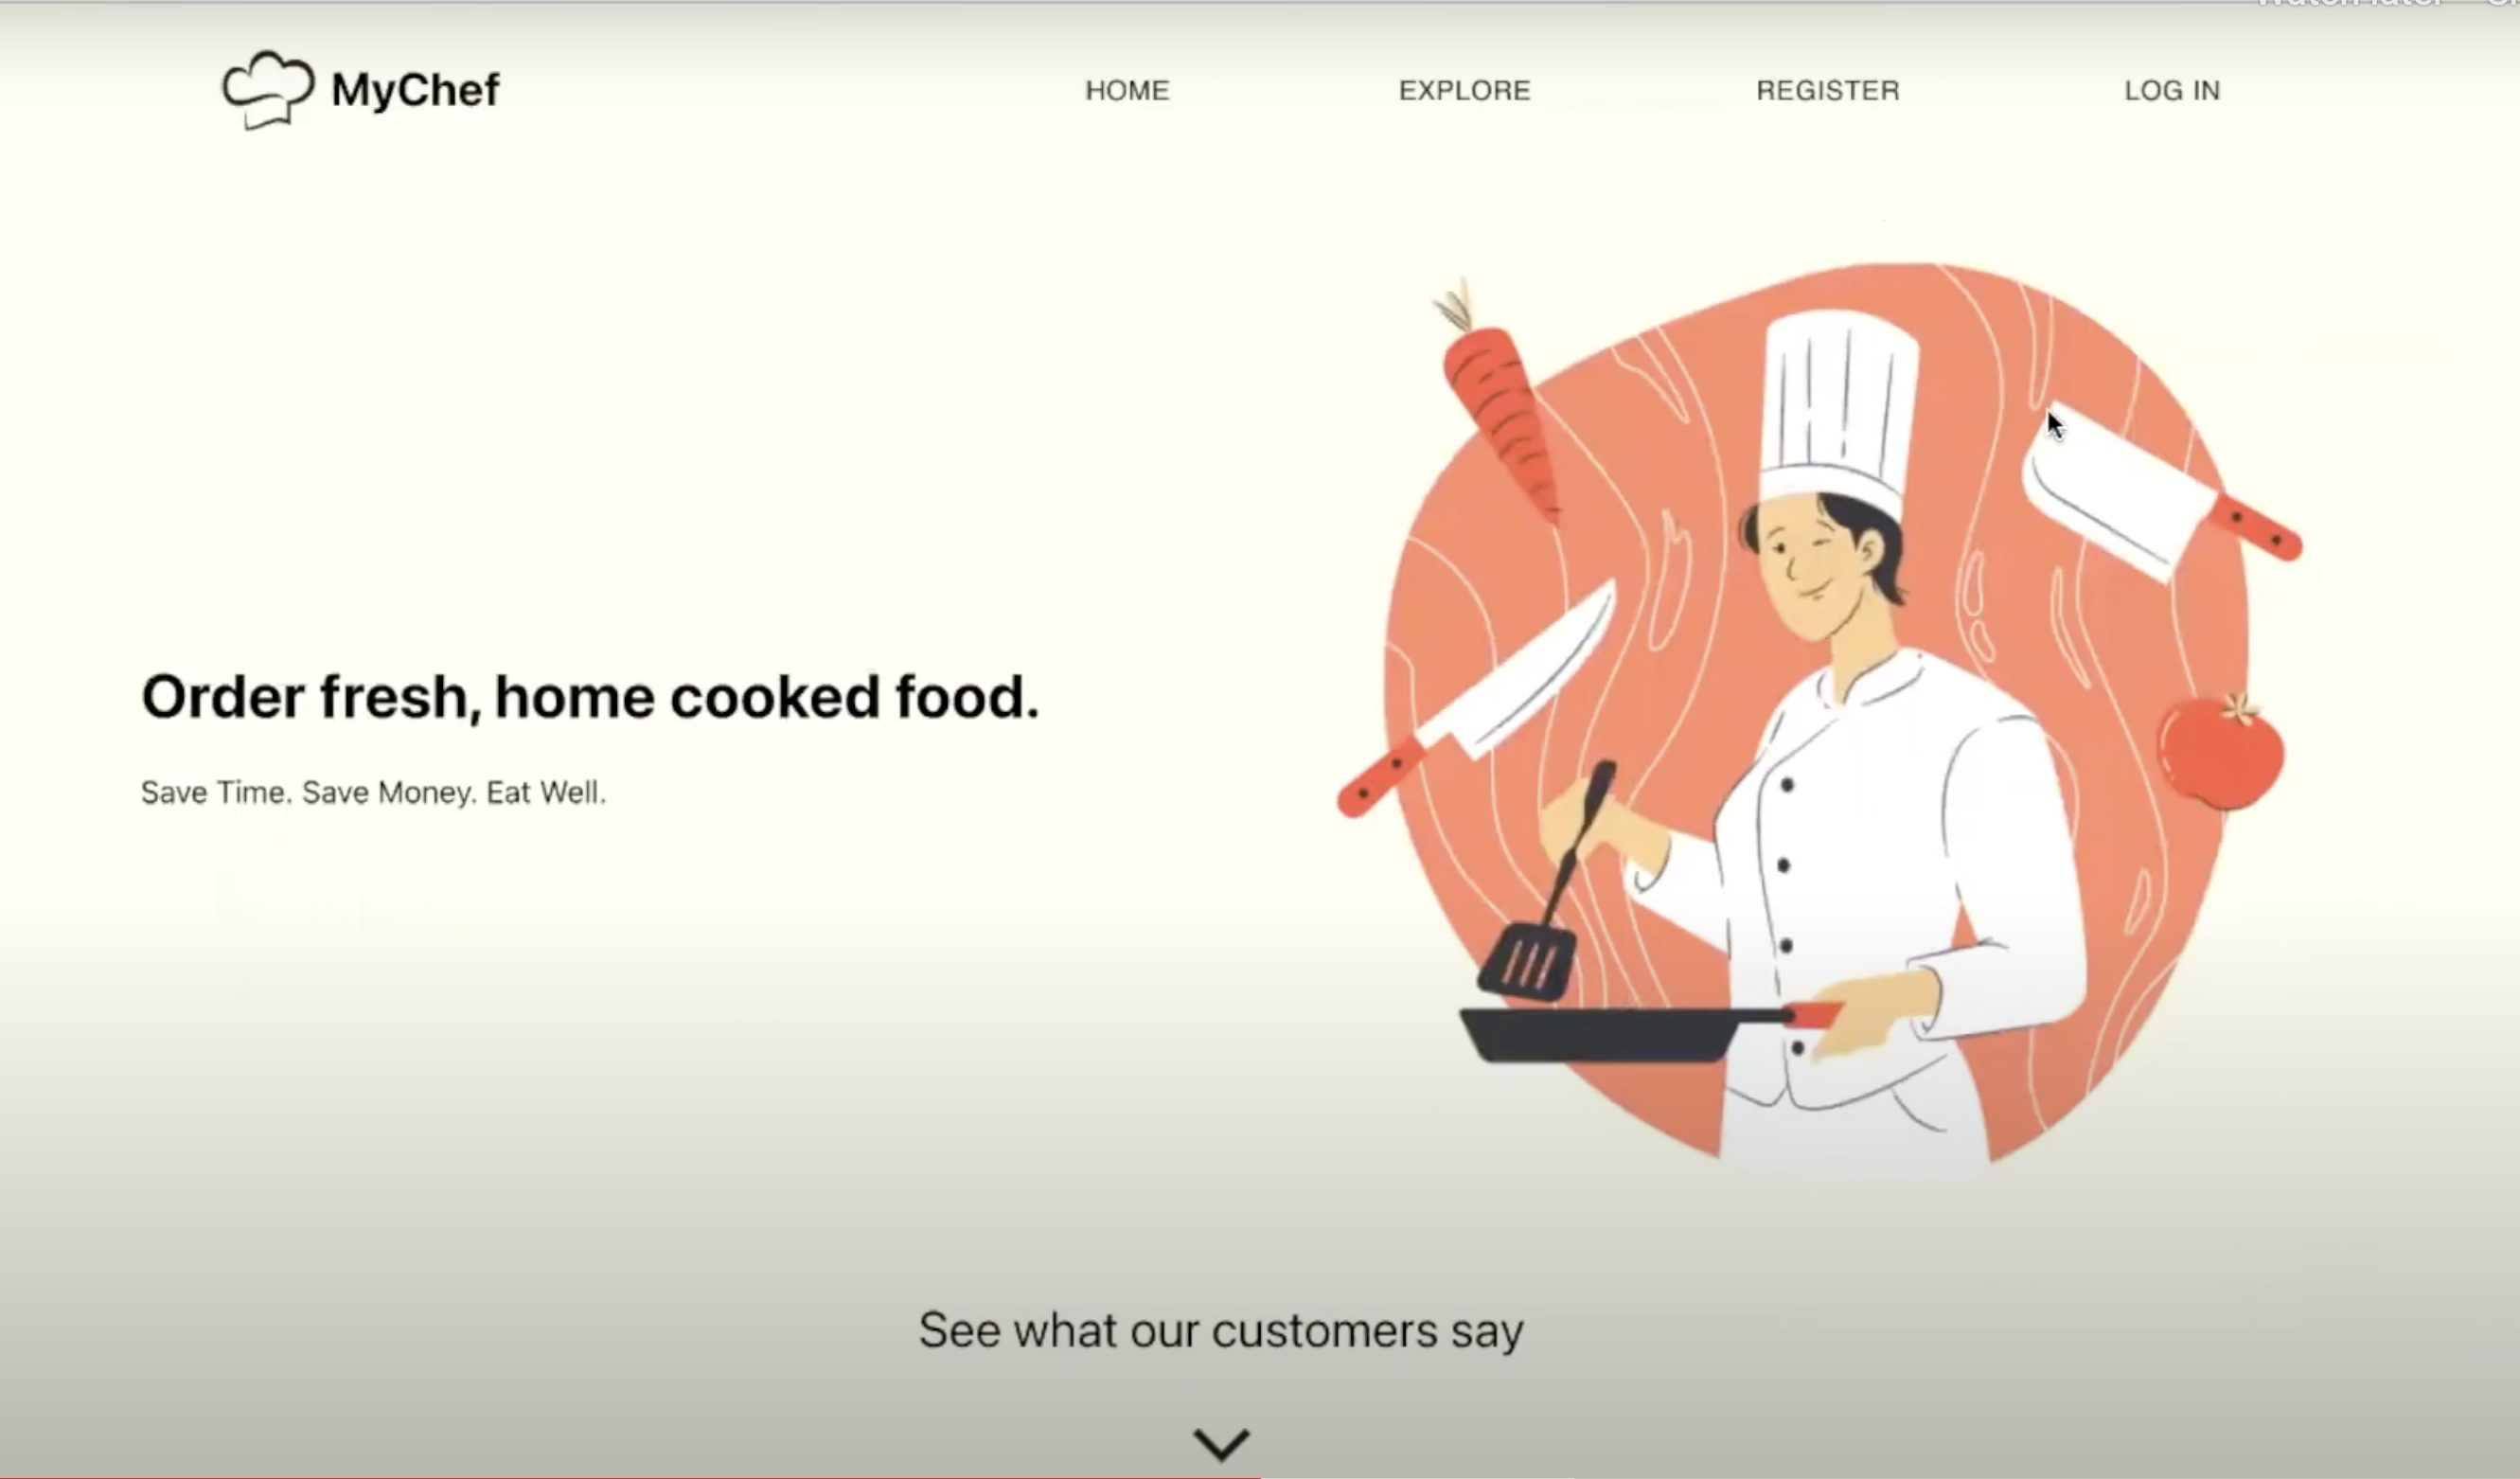 MyChef
HOME EXPLORE REGISTER LOG IN
Order fresh, home cooked food.
Save Time. Save Money. Eat Well.
See what our customers say